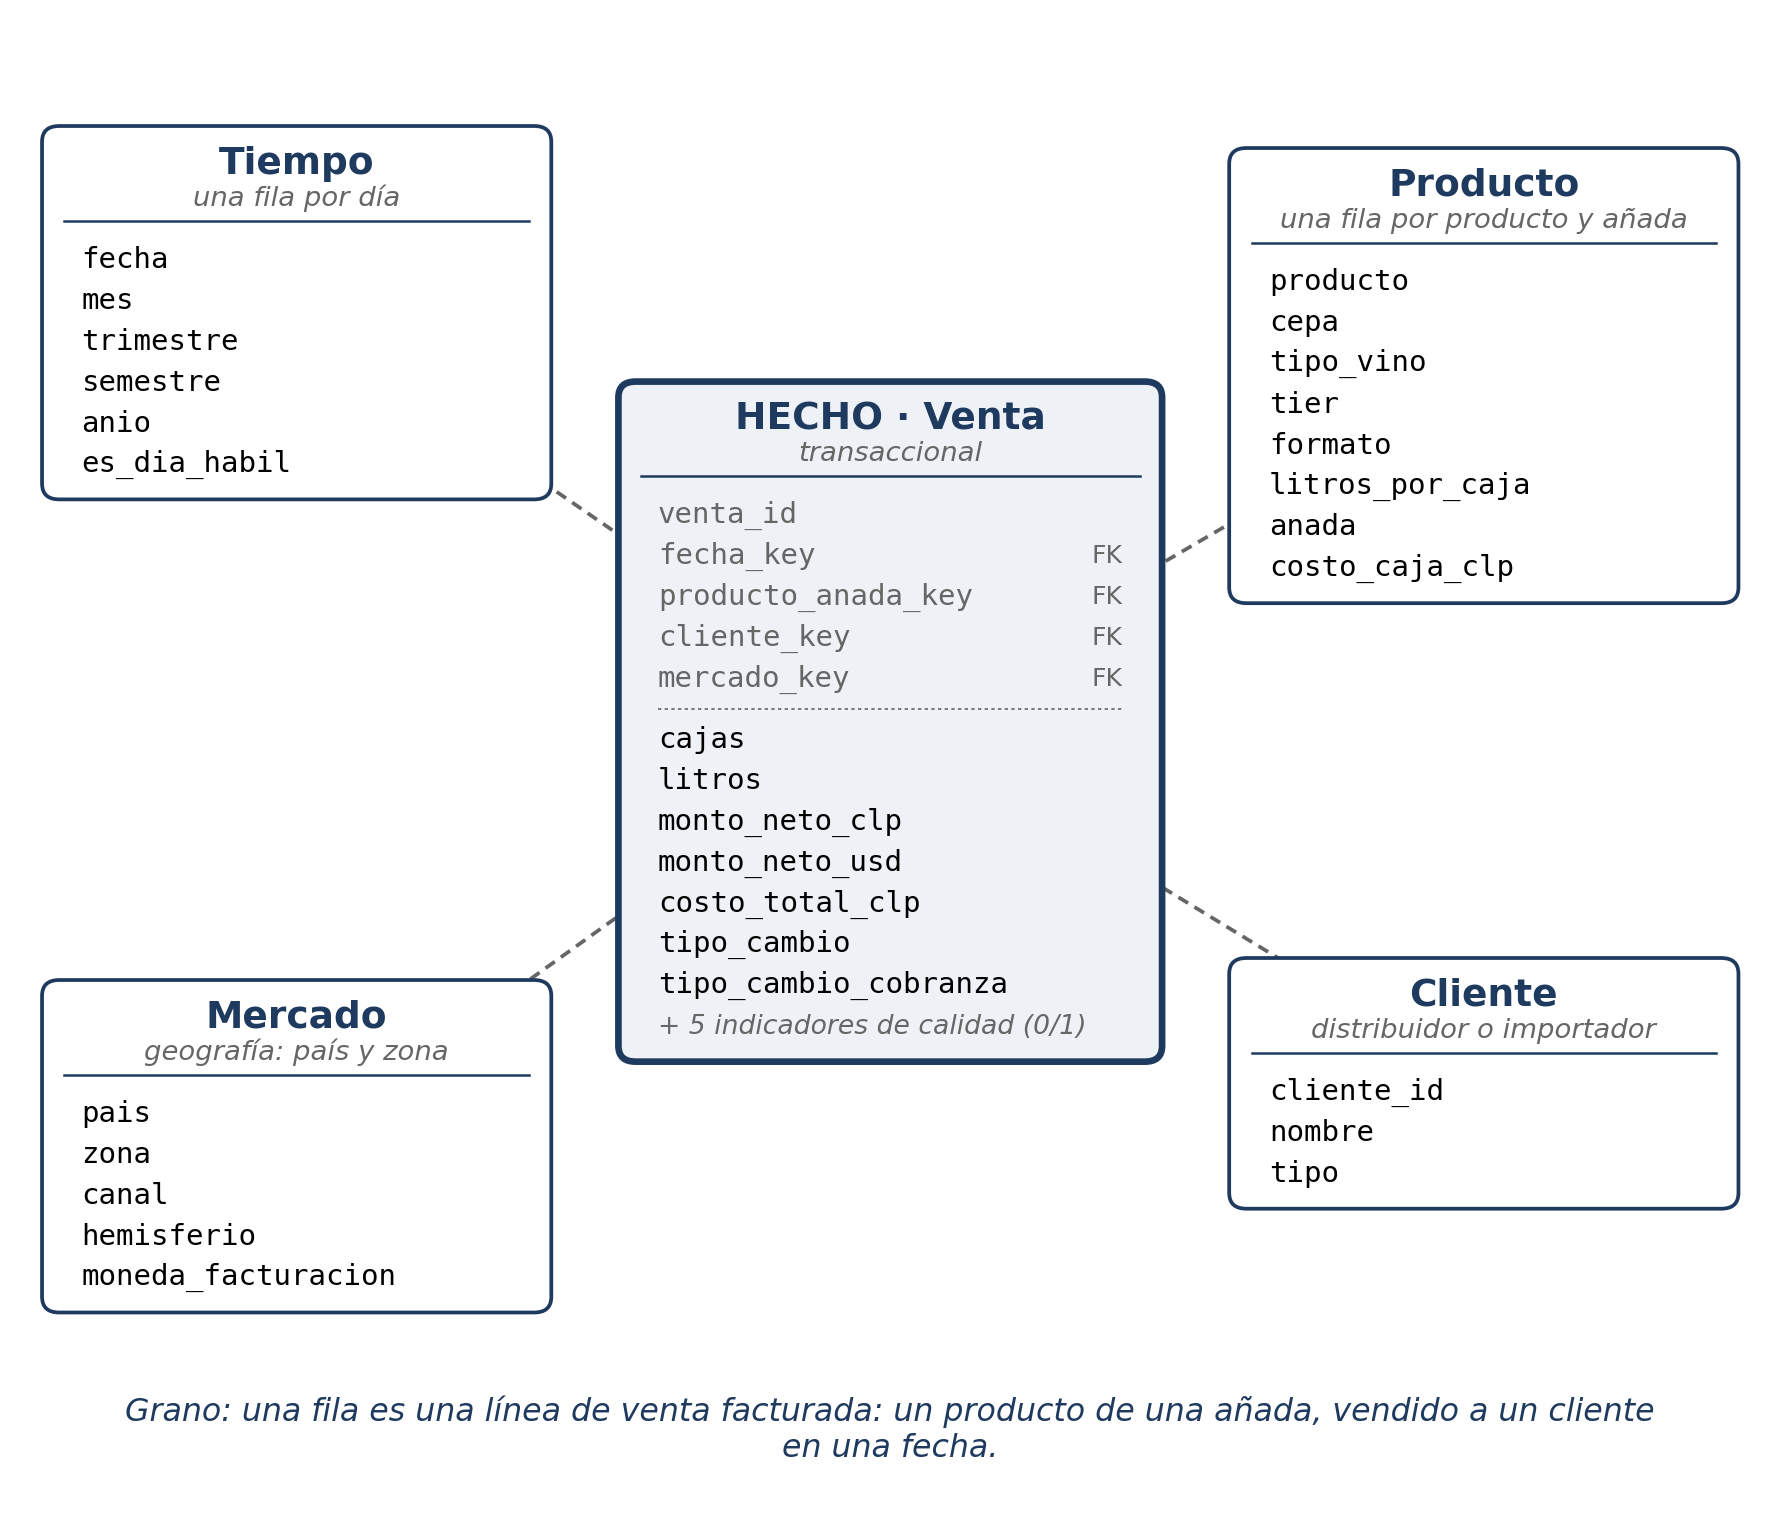 Tiempo
una fila por día
fecha
mes
trimestre
semestre
anio
es_dia_habil
Producto
una fila por producto y añada
producto
cepa
tipo_vino
tier
formato
litros_por_caja
anada
costo_caja_clp
HECHO · Venta
transaccional
venta_id
fecha_key FK
producto_anada_key FK
cliente_key FK
mercado_key FK
cajas
litros
monto_neto_clp
monto_neto_usd
costo_total_clp
tipo_cambio
tipo_cambio_cobranza
+ 5 indicadores de calidad (0/1)
Mercado
geografía: país y zona
pais
zona
canal
hemisferio
moneda_facturacion
Cliente
distribuidor o importador
cliente_id
nombre
tipo
Grano: una fila es una línea de venta facturada: un producto de una añada, vendido a un cliente
en una fecha.